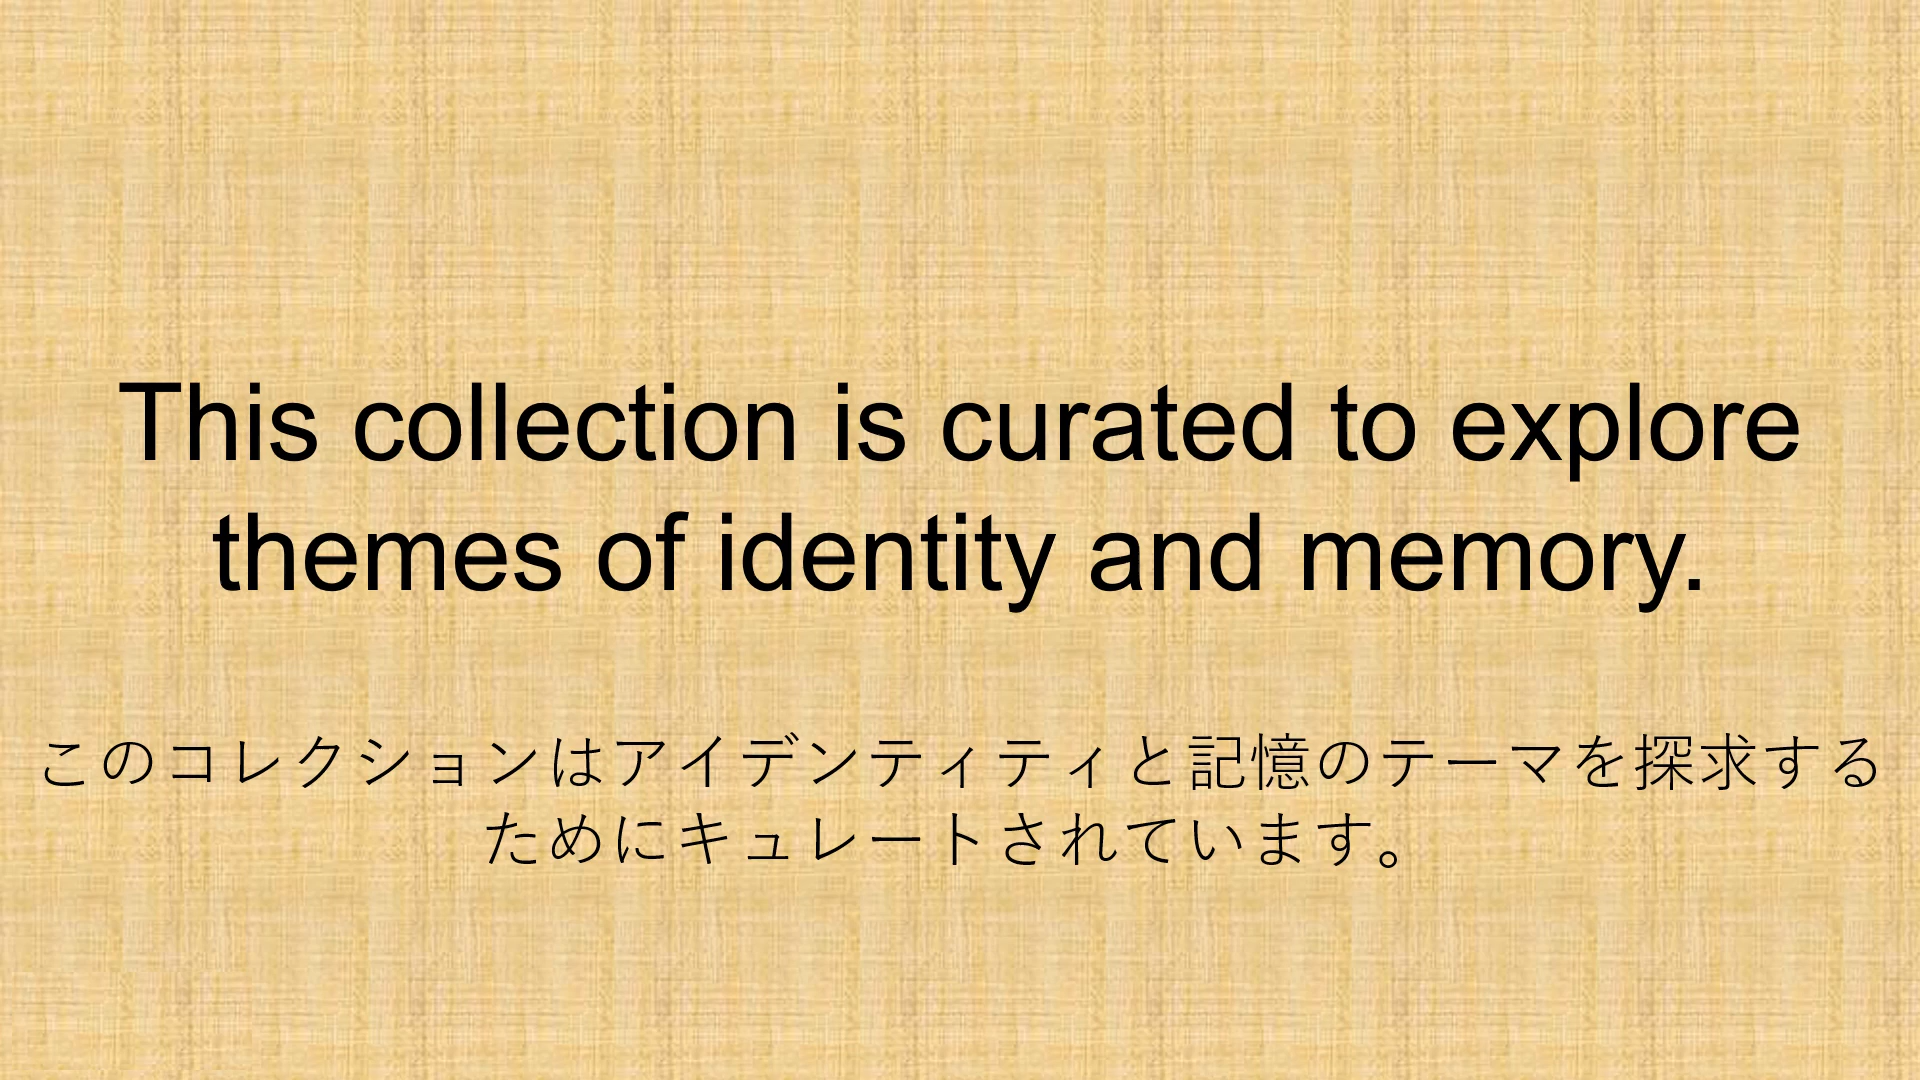 This collection is curated to explore
themes of identity and memory.
このコレクションはアイデンティティと記憶のテーマを探求する
ためにキュレートされています。